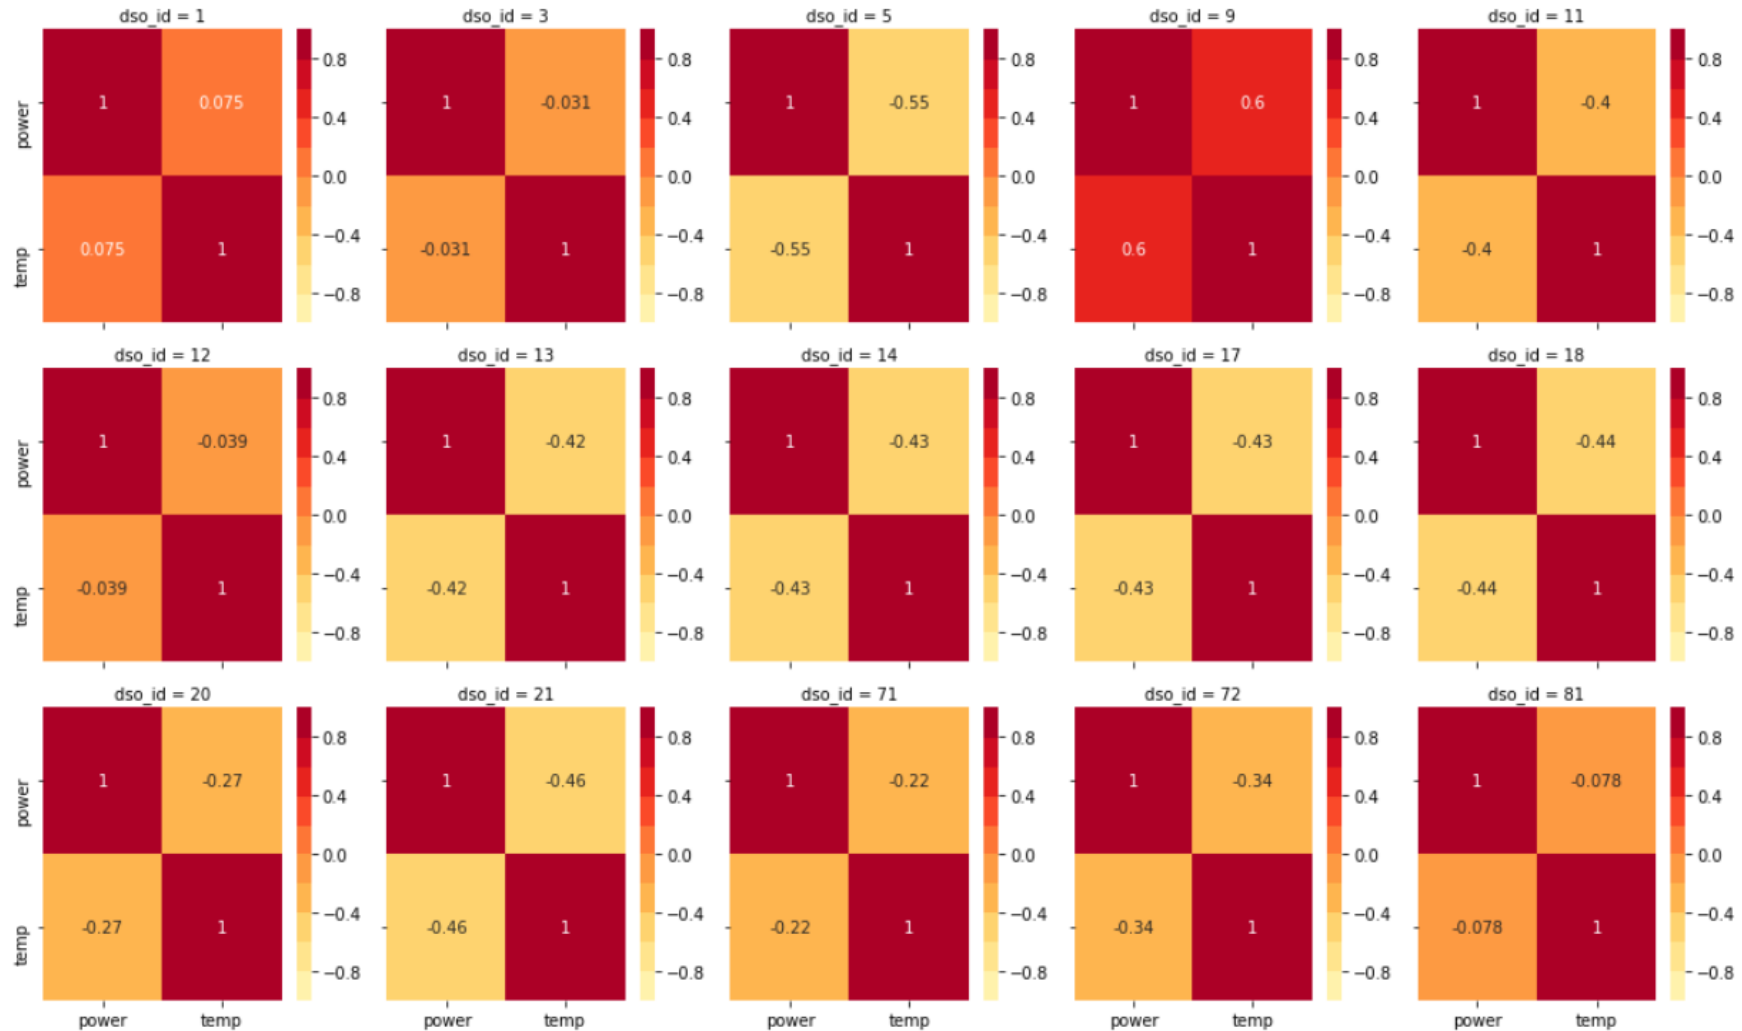 dso_id = 1 dso_id = 3 dso_id = 5 dso_id = 9 dso_id = 11
0.8 0.8 0.8 0.8 0.8
power 1 0.075 1 -0.031 1 -0.55 1 0.6 1 -0.4
0.4 0.4 0.4 0.4 0.4
0.0 0.0 0.0 0.0 0.0
−0.4 −0.4 −0.4 −0.4 −0.4
temp 0.075 1 -0.031 1 -0.55 1 0.6 1 -0.4 1
−0.8 −0.8 −0.8 −0.8 −0.8
dso_id = 12 dso_id = 13 dso_id = 14 dso_id = 17 dso_id = 18
0.8 0.8 0.8 0.8 0.8
power 1 -0.039 1 -0.42 1 -0.43 1 -0.43 1 -0.44
0.4 0.4 0.4 0.4 0.4
0.0 0.0 0.0 0.0 0.0
−0.4 −0.4 −0.4 −0.4 −0.4
temp -0.039 1 -0.42 1 -0.43 1 -0.43 1 -0.44 1
−0.8 −0.8 −0.8 −0.8 −0.8
dso_id = 20 dso_id = 21 dso_id = 71 dso_id = 72 dso_id = 81
0.8 0.8 0.8 0.8 0.8
power 1 -0.27 1 -0.46 1 -0.22 1 -0.34 1 -0.078
0.4 0.4 0.4 0.4 0.4
0.0 0.0 0.0 0.0 0.0
−0.4 −0.4 −0.4 −0.4 −0.4
temp -0.27 1 -0.46 1 -0.22 1 -0.34 1 -0.078 1
−0.8 −0.8 −0.8 −0.8 −0.8
power temp power temp power temp power temp power temp